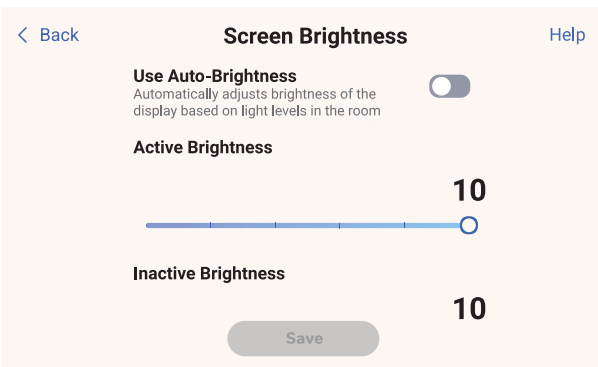 Back
Screen Brightness
Help
Use Auto-Brightness
Automatically adjusts brightness of the
display based on light levels in the room
Active Brightness
10
Inactive Brightness
10
Save